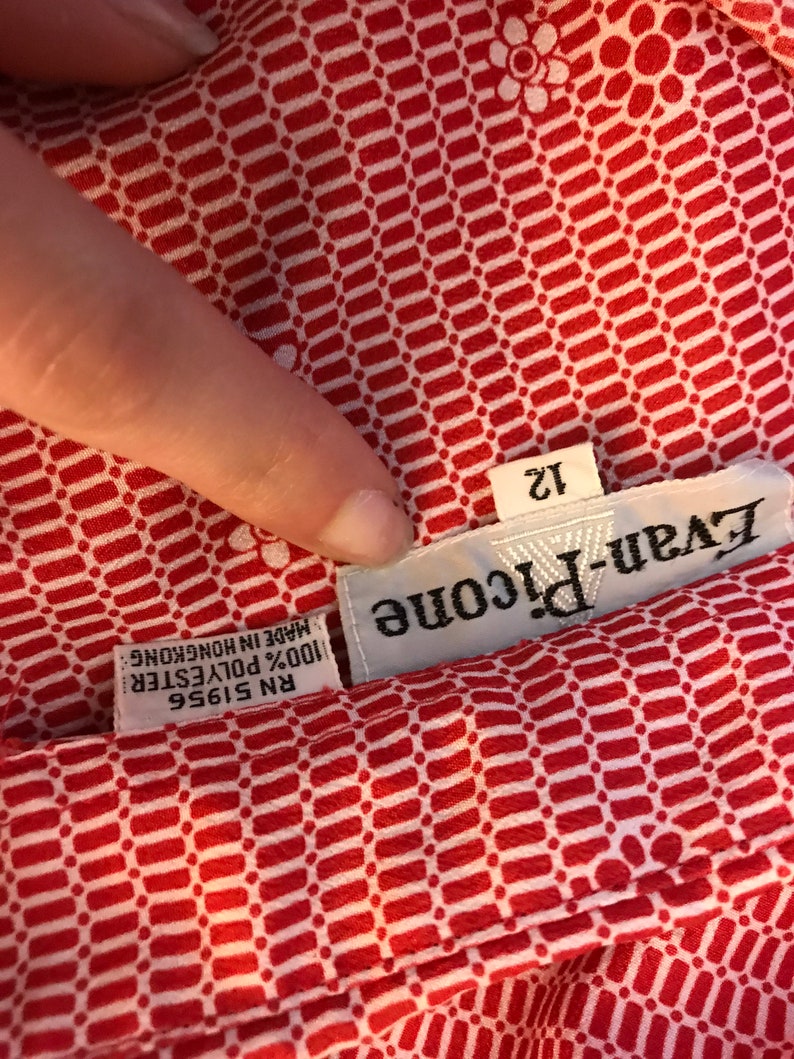 12
Evan-Picone
RN 51956
100% POLYESTER
MADE IN HONGKONG